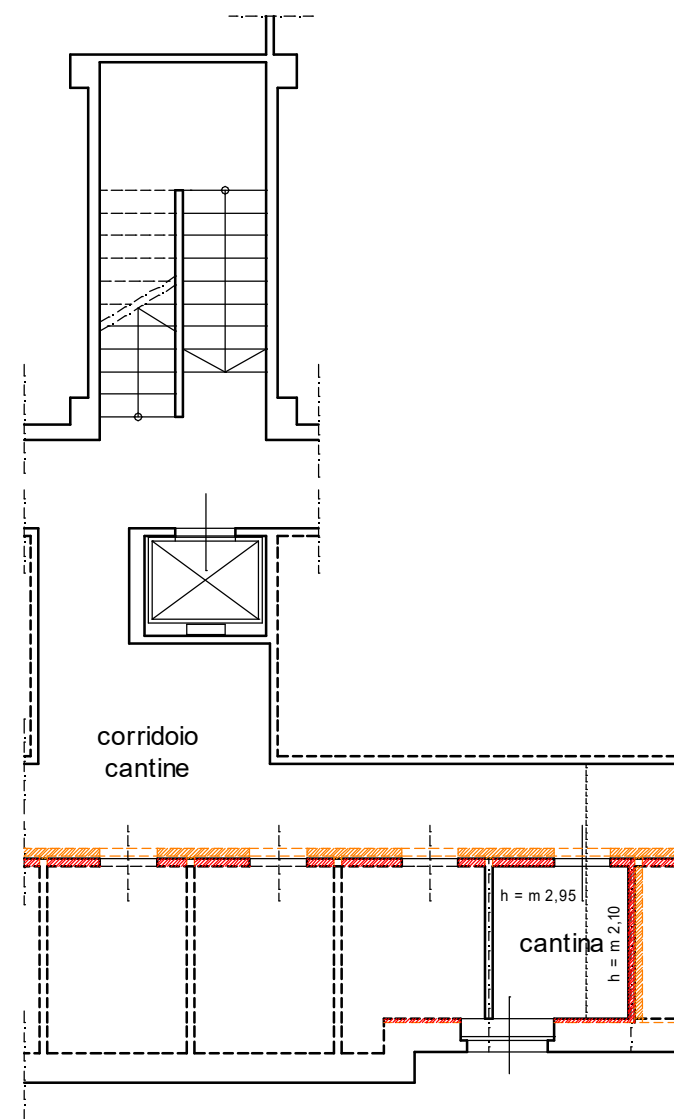 corridoio
cantine
h = m 2,95
cantina
h = m 2,10